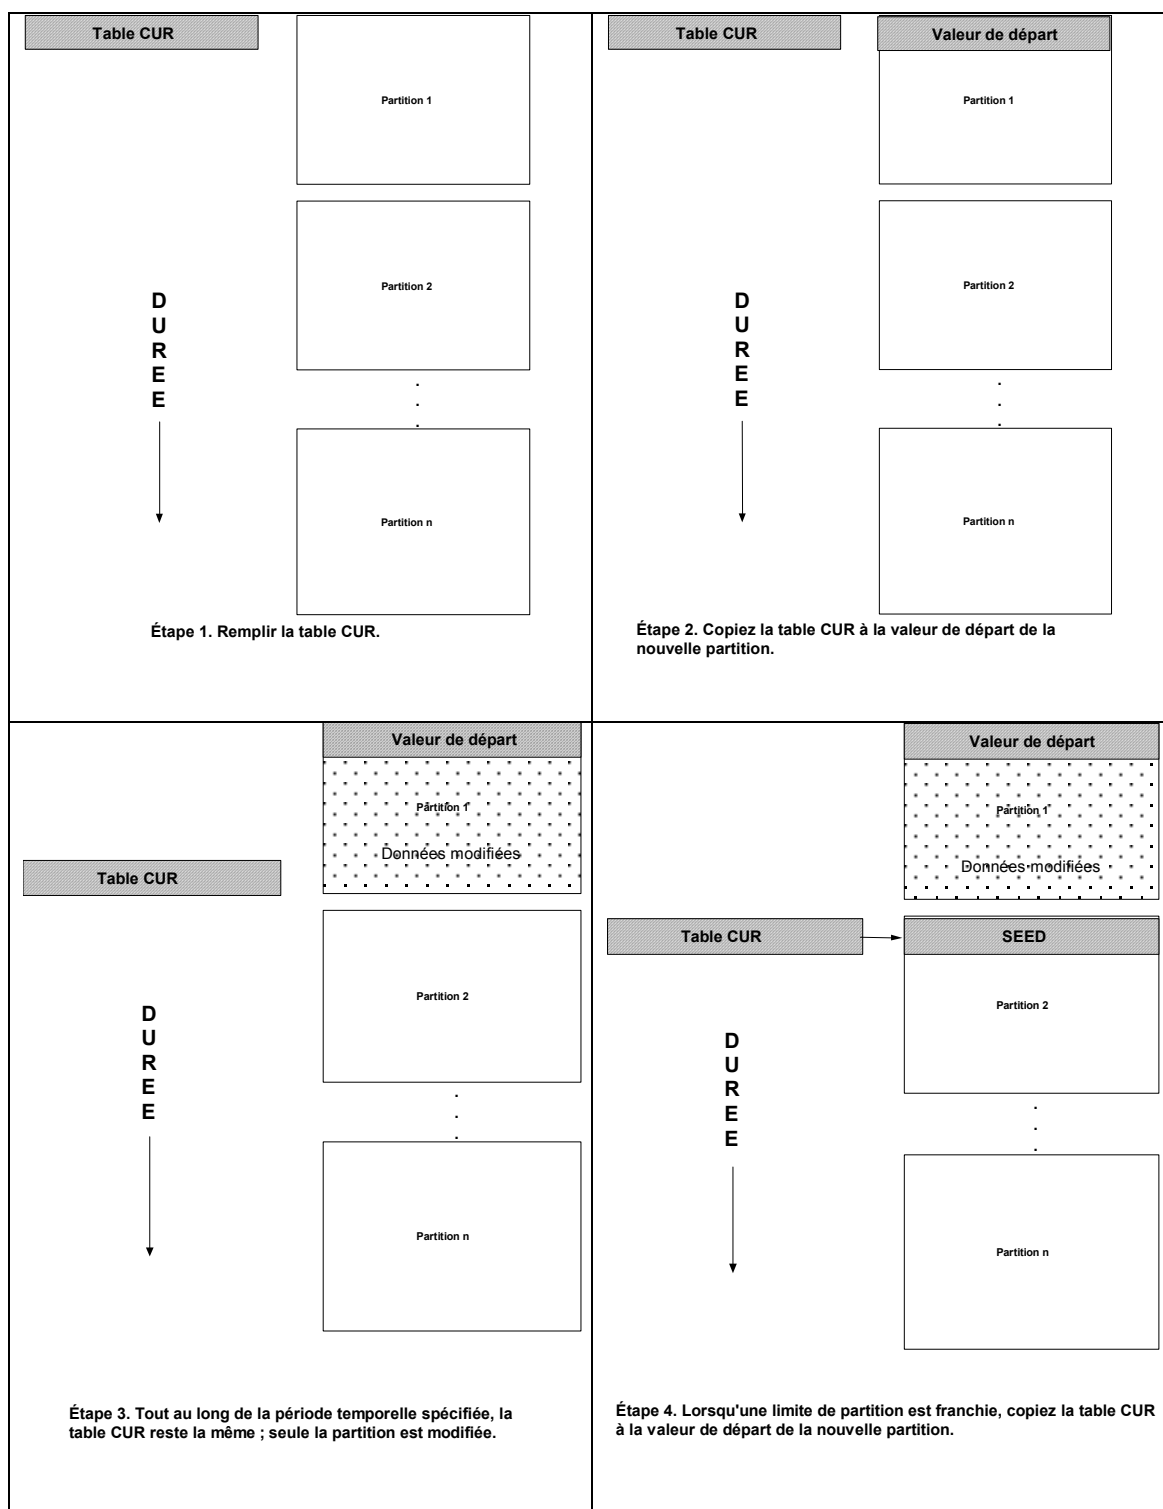 Table CUR
Partition 1
Partition 2
D
U
R
E
E
.
.
.
Partition n
Étape 1. Remplir la table CUR.
Table CUR
Valeur de départ
Partition 1
Partition 2
D
U
R
E
E
.
.
.
Partition n
Étape 2. Copiez la table CUR à la valeur de départ de la
nouvelle partition.
Valeur de départ
Partition 1
Données modifiées
Table CUR
Partition 2
D
U
R
E
E
.
.
.
Partition n
Étape 3. Tout au long de la période temporelle spécifiée, la
table CUR reste la même ; seule la partition est modifiée.
Valeur de départ
Partition 1
Données modifiées
Table CUR
SEED
Partition 2
D
U
R
E
E
.
.
.
Partition n
Étape 4. Lorsqu'une limite de partition est franchie, copiez la table CUR
à la valeur de départ de la nouvelle partition.